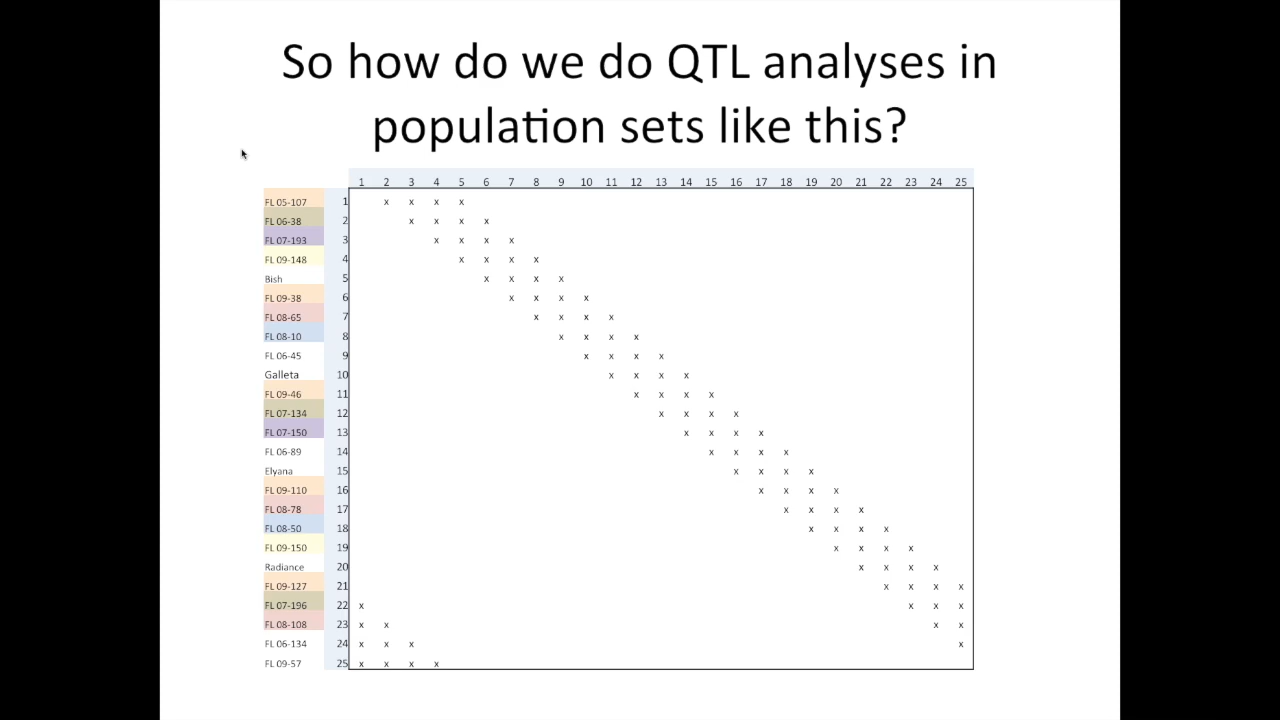 So how do we do QTL analyses in
population sets like this?
1 2 3 4 5 6 7 8 9 10 11 12 13 14 15 16 17 18 19 20 21 22 23 24 25
FL 05-107 1 x x x x
FL 06-38 2 x x x x
FL 07-193 3 x x x x
FL 09-148 4 x x x x
Bish 5 x x x x
FL 09-38 6 x x x x
FL 08-65 7 x x x x
FL 08-10 8 x x x x
FL 06-45 9 x x x x
Galleta 10 x x x x
FL 09-46 11 x x x x
FL 07-134 12 x x x x
FL 07-150 13 x x x x
FL 06-89 14 x x x x
Elyana 15 x x x x
FL 09-110 16 x x x x
FL 08-78 17 x x x x
FL 08-50 18 x x x x
FL 09-150 19 x x x x
Radiance 20 x x x x
FL 09-127 21 x x x x
FL 07-196 22 x x x x
FL 08-108 23 x x x x
FL 06-134 24 x x x x
FL 09-57 25 x x x x